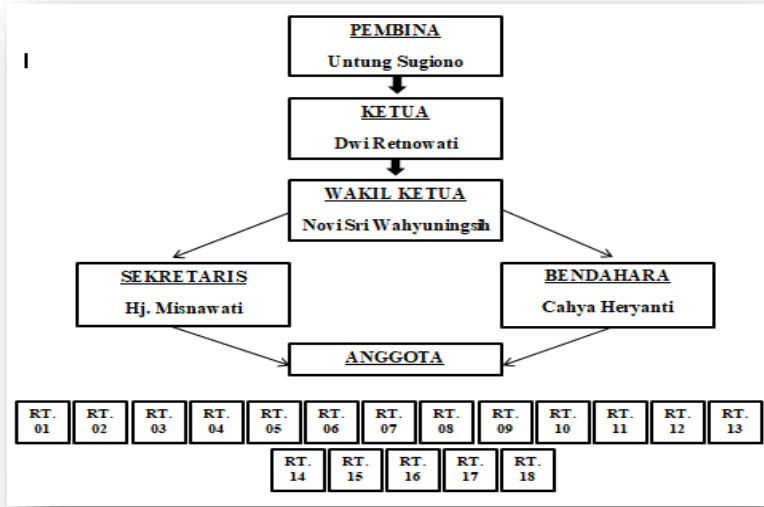 PEMBINA
Untung Sugiono
I
KETUA
Dwi Retnowati
WAKIL KETUA
Novi Sri Wahyuningsih
SEKRETARIS
Hj. Misnawati
BENDAHARA
Cahya Heryanti
ANGGOTA
RT. 01
RT. 02
RT. 03
RT. 04
RT. 05
RT. 06
RT. 07
RT. 08
RT. 09
RT. 10
RT. 11
RT. 12
RT. 13
RT. 14
RT. 15
RT. 16
RT. 17
RT. 18